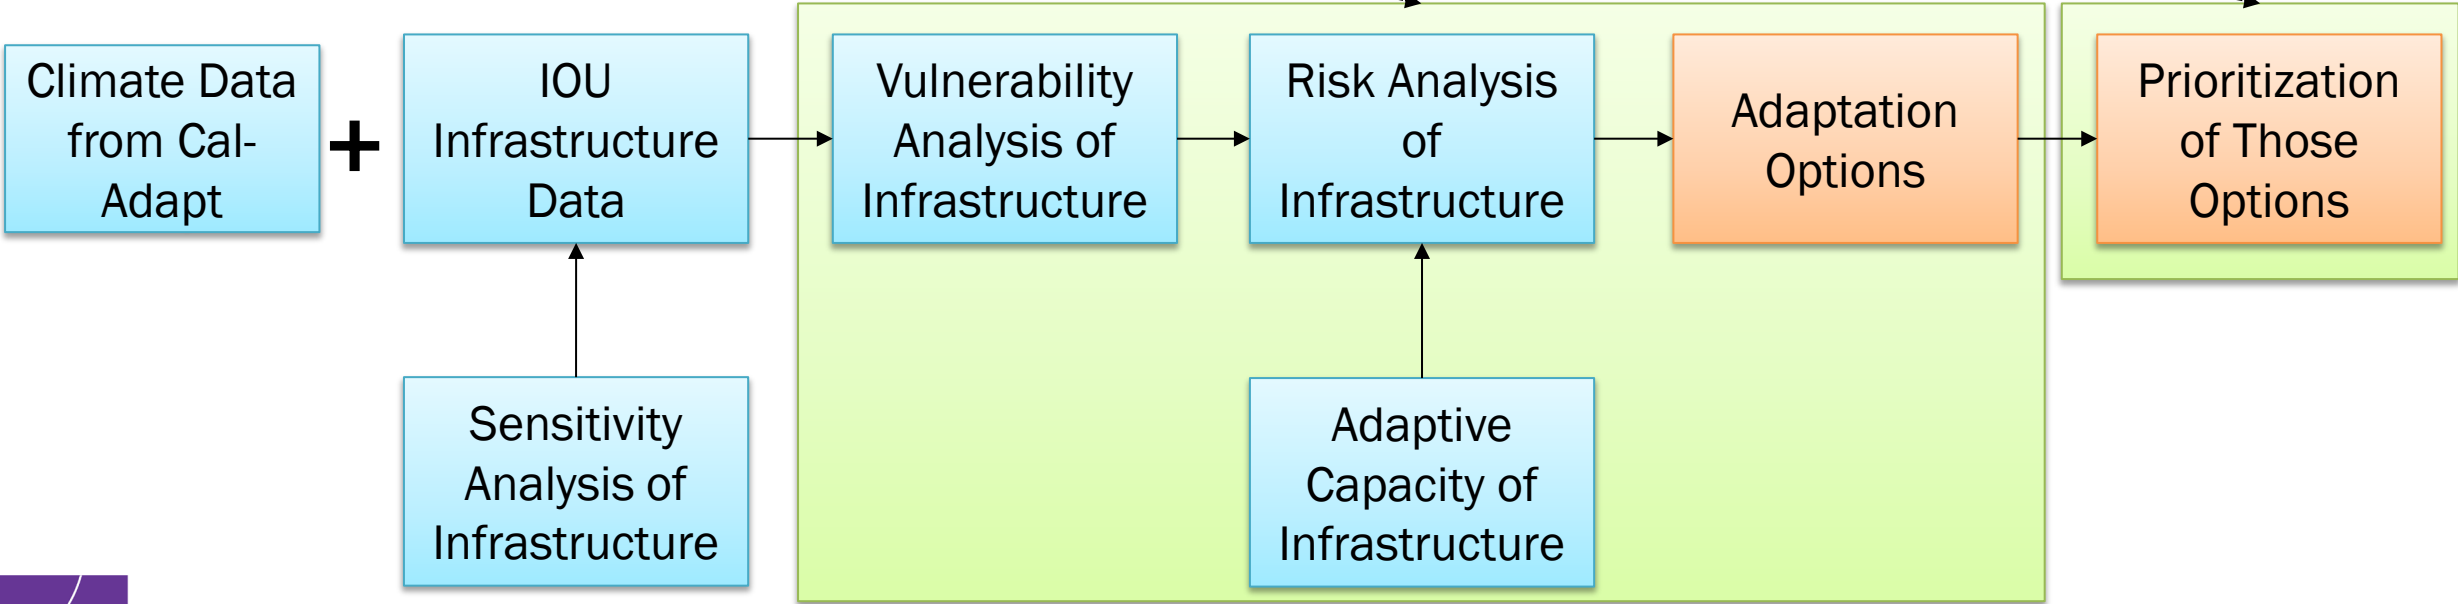 Climate Data
from Cal-
Adapt
+
IOU
Infrastructure
Data
Vulnerability
Analysis of
Infrastructure
Risk Analysis
of
Infrastructure
Adaptation
Options
Prioritization
of Those
Options
Sensitivity
Analysis of
Infrastructure
Adaptive
Capacity of
Infrastructure